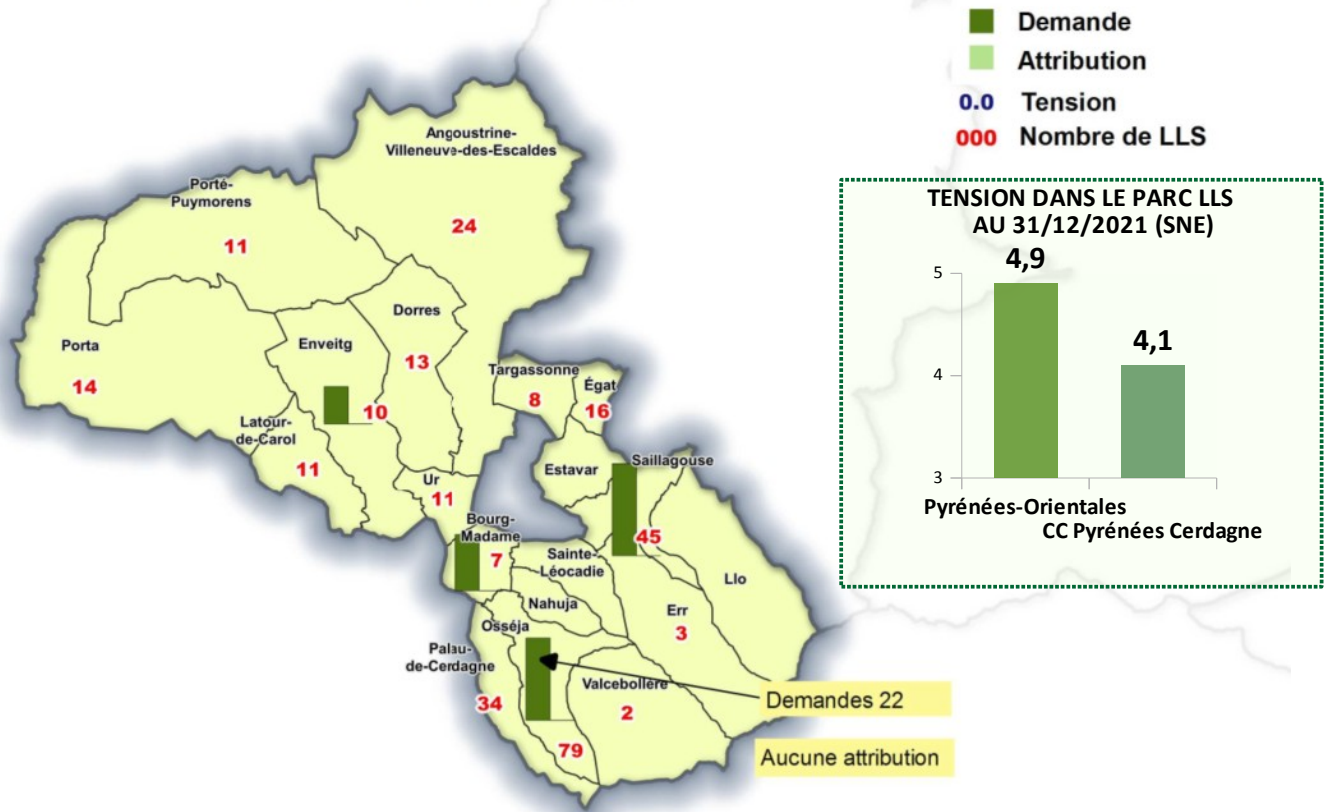 Demande
Attribution
0.0 Tension
000 Nombre de LLS
TENSION DANS LE PARC LLS
AU 31/12/2021 (SNE)
4,9
4,1
5
4
3
Pyrénées-Orientales
CC Pyrénées Cerdagne
Angoustrine-
Villeneuve-des-Escaldes
24
Porté-
Puymorens
11
Porta
14
Enveitg
10
Dorres
13
Latour-
de-Carol
11
Ur
11
Targassonne
8
Égat
16
Estavar
Saillagouse
45
Bourg-
Madame
7
Sainte-
Léocadie
Nahuja
Llo
Err
3
Osséja
79
Palau-
de-Cerdagne
34
Valcebollère
2
Demandes 22
Aucune attribution